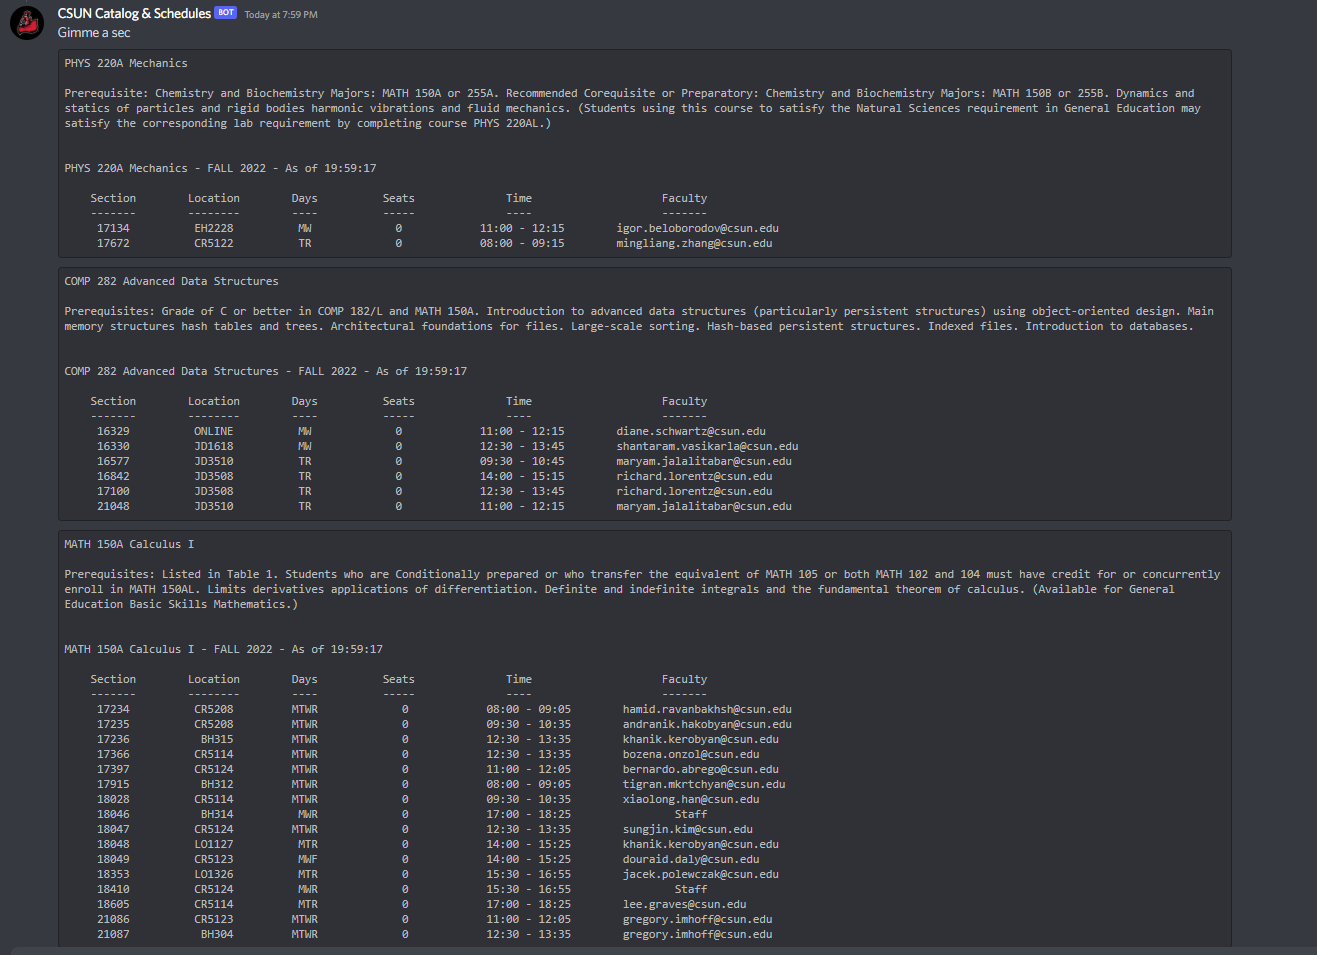 CSUN Catalog & Schedules BOT Today at 7:59 PM
Gimme a sec
PHYS 220A Mechanics
Prerequisite: Chemistry and Biochemistry Majors: MATH 150A or 255A. Recommended Corequisite or Preparatory: Chemistry and Biochemistry Majors: MATH 150B or 255B. Dynamics and
statics of particles and rigid bodies harmonic vibrations and fluid mechanics. (Students using this course to satisfy the Natural Sciences requirement in General Education may
satisfy the corresponding lab requirement by completing course PHYS 220AL.)
PHYS 220A Mechanics - FALL 2022 - As of 19:59:17
Section Location Days Seats Time Faculty
------- -------- ---- ----- ---- -------
17134 EH2228 MW 0 11:00 - 12:15 igor.beloborodov@csun.edu
17672 CR5122 TR 0 08:00 - 09:15 mingliang.zhang@csun.edu
COMP 282 Advanced Data Structures
Prerequisites: Grade of C or better in COMP 182/L and MATH 150A. Introduction to advanced data structures (particularly persistent structures) using object-oriented design. Main
memory structures hash tables and trees. Architectural foundations for files. Large-scale sorting. Hash-based persistent structures. Indexed files. Introduction to databases.
COMP 282 Advanced Data Structures - FALL 2022 - As of 19:59:17
Section Location Days Seats Time Faculty
------- -------- ---- ----- ---- -------
16329 ONLINE MW 0 11:00 - 12:15 diane.schwartz@csun.edu
16330 JD1618 MW 0 12:30 - 13:45 shantaram.vasikarla@csun.edu
16577 JD3510 TR 0 09:30 - 10:45 maryam.jalalitabar@csun.edu
16842 JD3508 TR 0 14:00 - 15:15 richard.lorentz@csun.edu
17100 JD3508 TR 0 12:30 - 13:45 richard.lorentz@csun.edu
21048 JD3510 TR 0 11:00 - 12:15 maryam.jalalitabar@csun.edu
MATH 150A Calculus I
Prerequisites: Listed in Table 1. Students who are Conditionally prepared or who transfer the equivalent of MATH 105 or both MATH 102 and 104 must have credit for or concurrently
enroll in MATH 150AL. Limits derivatives applications of differentiation. Definite and indefinite integrals and the fundamental theorem of calculus. (Available for General
Education Basic Skills Mathematics.)
MATH 150A Calculus I - FALL 2022 - As of 19:59:17
Section Location Days Seats Time Faculty
------- -------- ---- ----- ---- -------
17234 CR5208 MTWR 0 08:00 - 09:05 hamid.ravanbakhsh@csun.edu
17235 CR5208 MTWR 0 09:30 - 10:35 andranik.hakobyan@csun.edu
17236 BH315 MTWR 0 12:30 - 13:35 khanik.kerobyan@csun.edu
17366 CR5114 MTWR 0 12:30 - 13:35 bozena.onzol@csun.edu
17397 CR5124 MTWR 0 11:00 - 12:05 bernardo.abrego@csun.edu
17915 BH312 MTWR 0 08:00 - 09:05 tigran.mkrtchyan@csun.edu
18028 CR5114 MTWR 0 09:30 - 10:35 xiaolong.han@csun.edu
18046 BH314 MWR 0 17:00 - 18:25 Staff
18047 CR5124 MTWR 0 12:30 - 13:35 sungjin.kim@csun.edu
18048 LO1127 MTR 0 14:00 - 15:25 khanik.kerobyan@csun.edu
18049 CR5123 MWF 0 14:00 - 15:25 douraid.daly@csun.edu
18353 LO1326 MTR 0 15:30 - 16:55 jacek.polewczak@csun.edu
18410 CR5124 MWR 0 15:30 - 16:55 Staff
18605 CR5114 MTR 0 17:00 - 18:25 lee.graves@csun.edu
21086 CR5123 MTWR 0 11:00 - 12:05 gregory.imhoff@csun.edu
21087 BH304 MTWR 0 12:30 - 13:35 gregory.imhoff@csun.edu